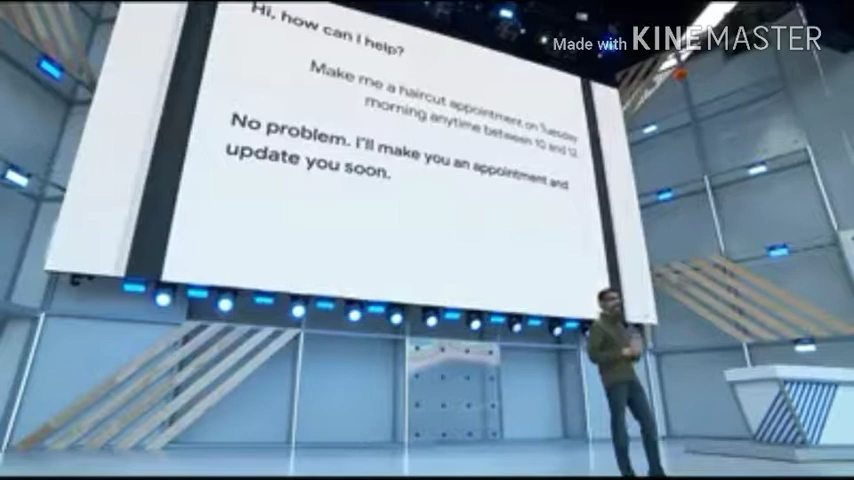 Made with KINEMASTER
Hi, how can I help?
Make me a haircut appointment on Tuesday
morning anytime between 10 and 12.
No problem. I'll make you an appointment and
update you soon.